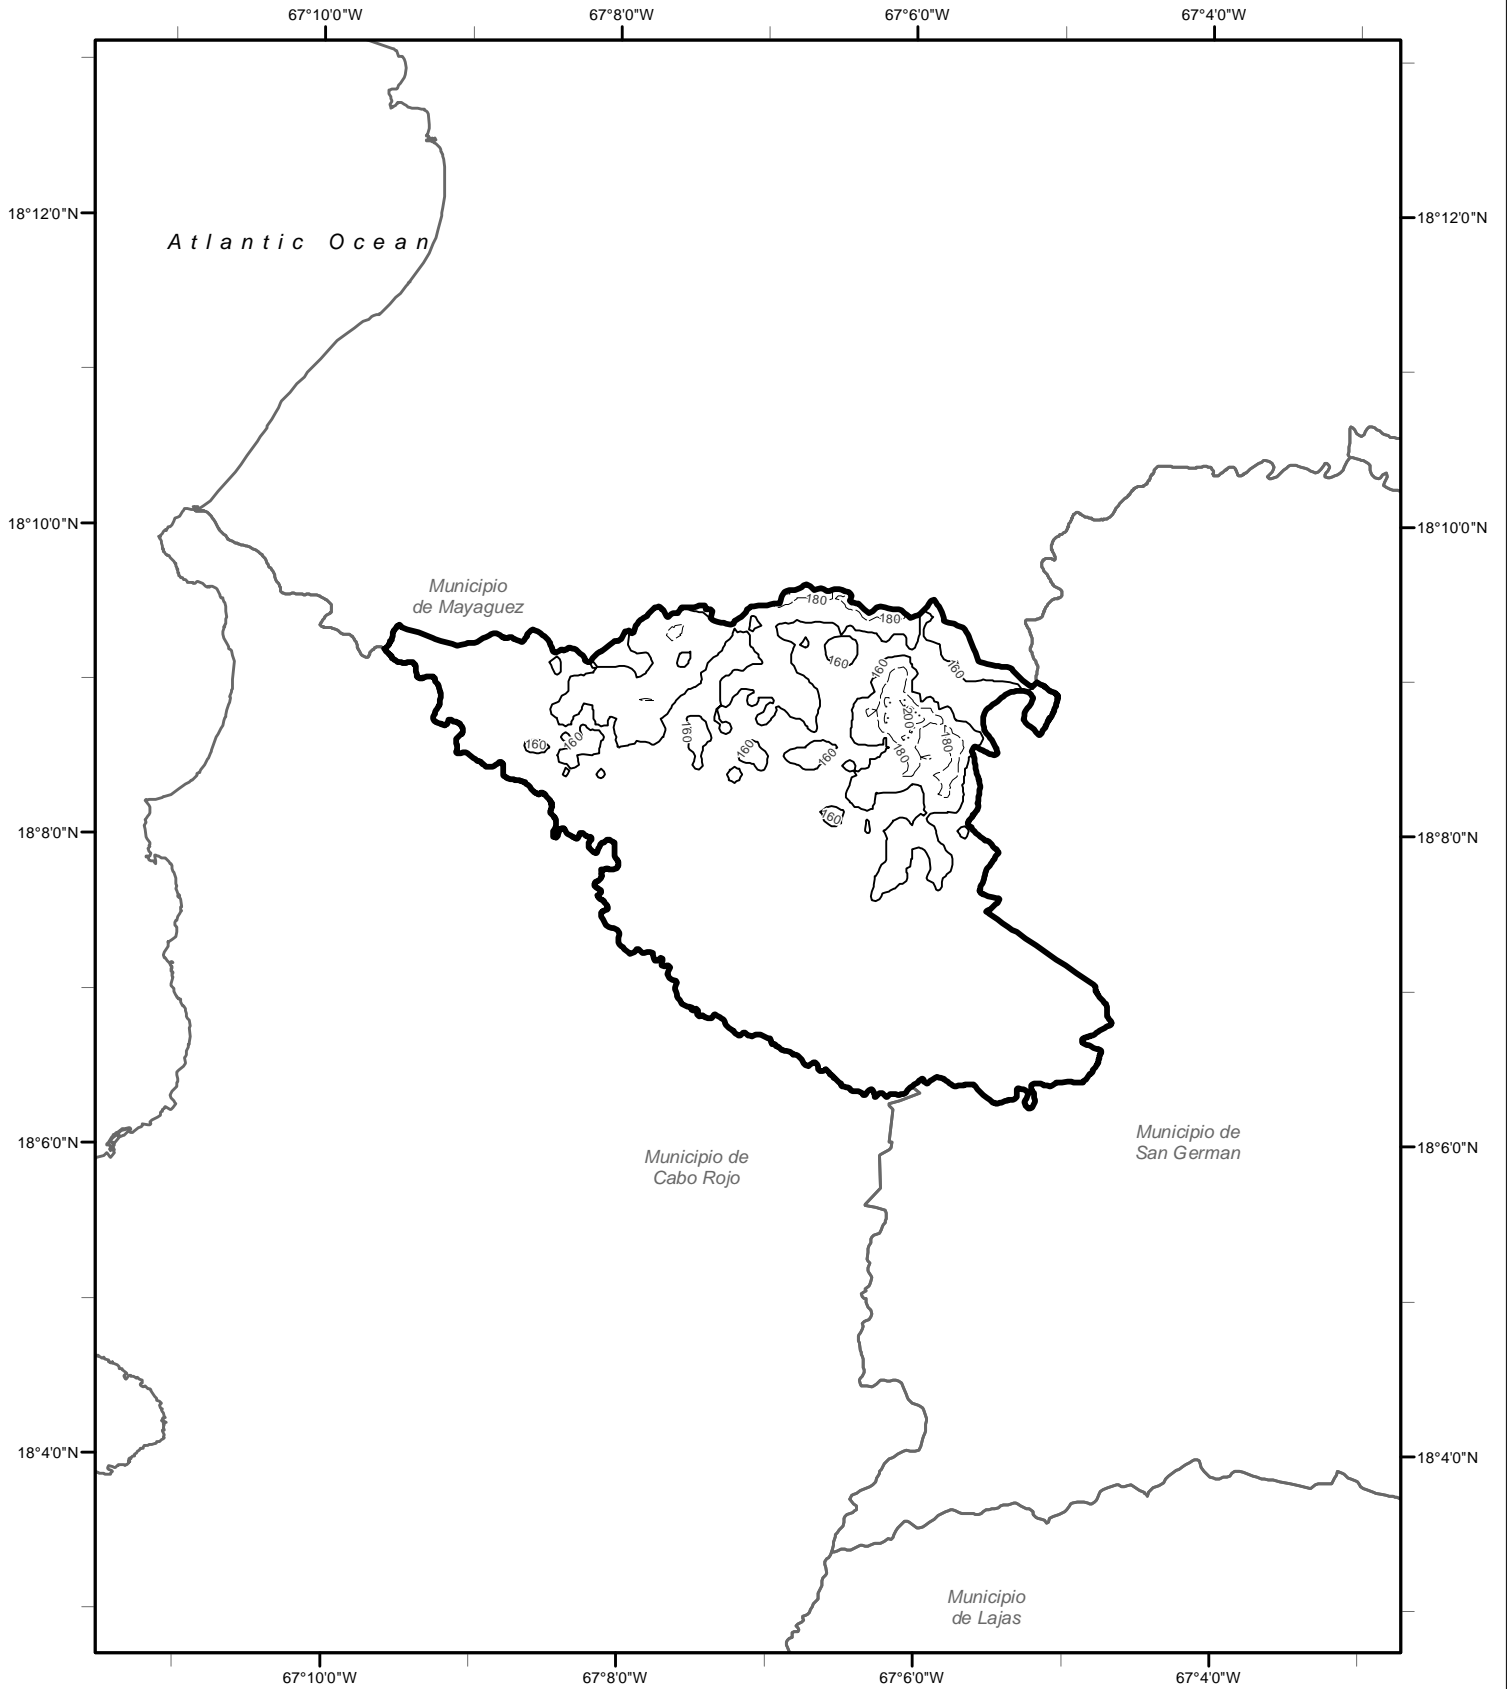 67°10'0"W 67°8'0"W 67°6'0"W 67°4'0"W
18°12'0"N 18°12'0"N
Atlantic Ocean
18°10'0"N 18°10'0"N
Municipio
de Mayaguez
180
180
160
160
160
200
160
160
160
160
160
180
180
160
18°8'0"N 18°8'0"N
Municipio de
San German
18°6'0"N 18°6'0"N
Municipio de
Cabo Rojo
18°4'0"N 18°4'0"N
Municipio
de Lajas
67°10'0"W 67°8'0"W 67°6'0"W 67°4'0"W